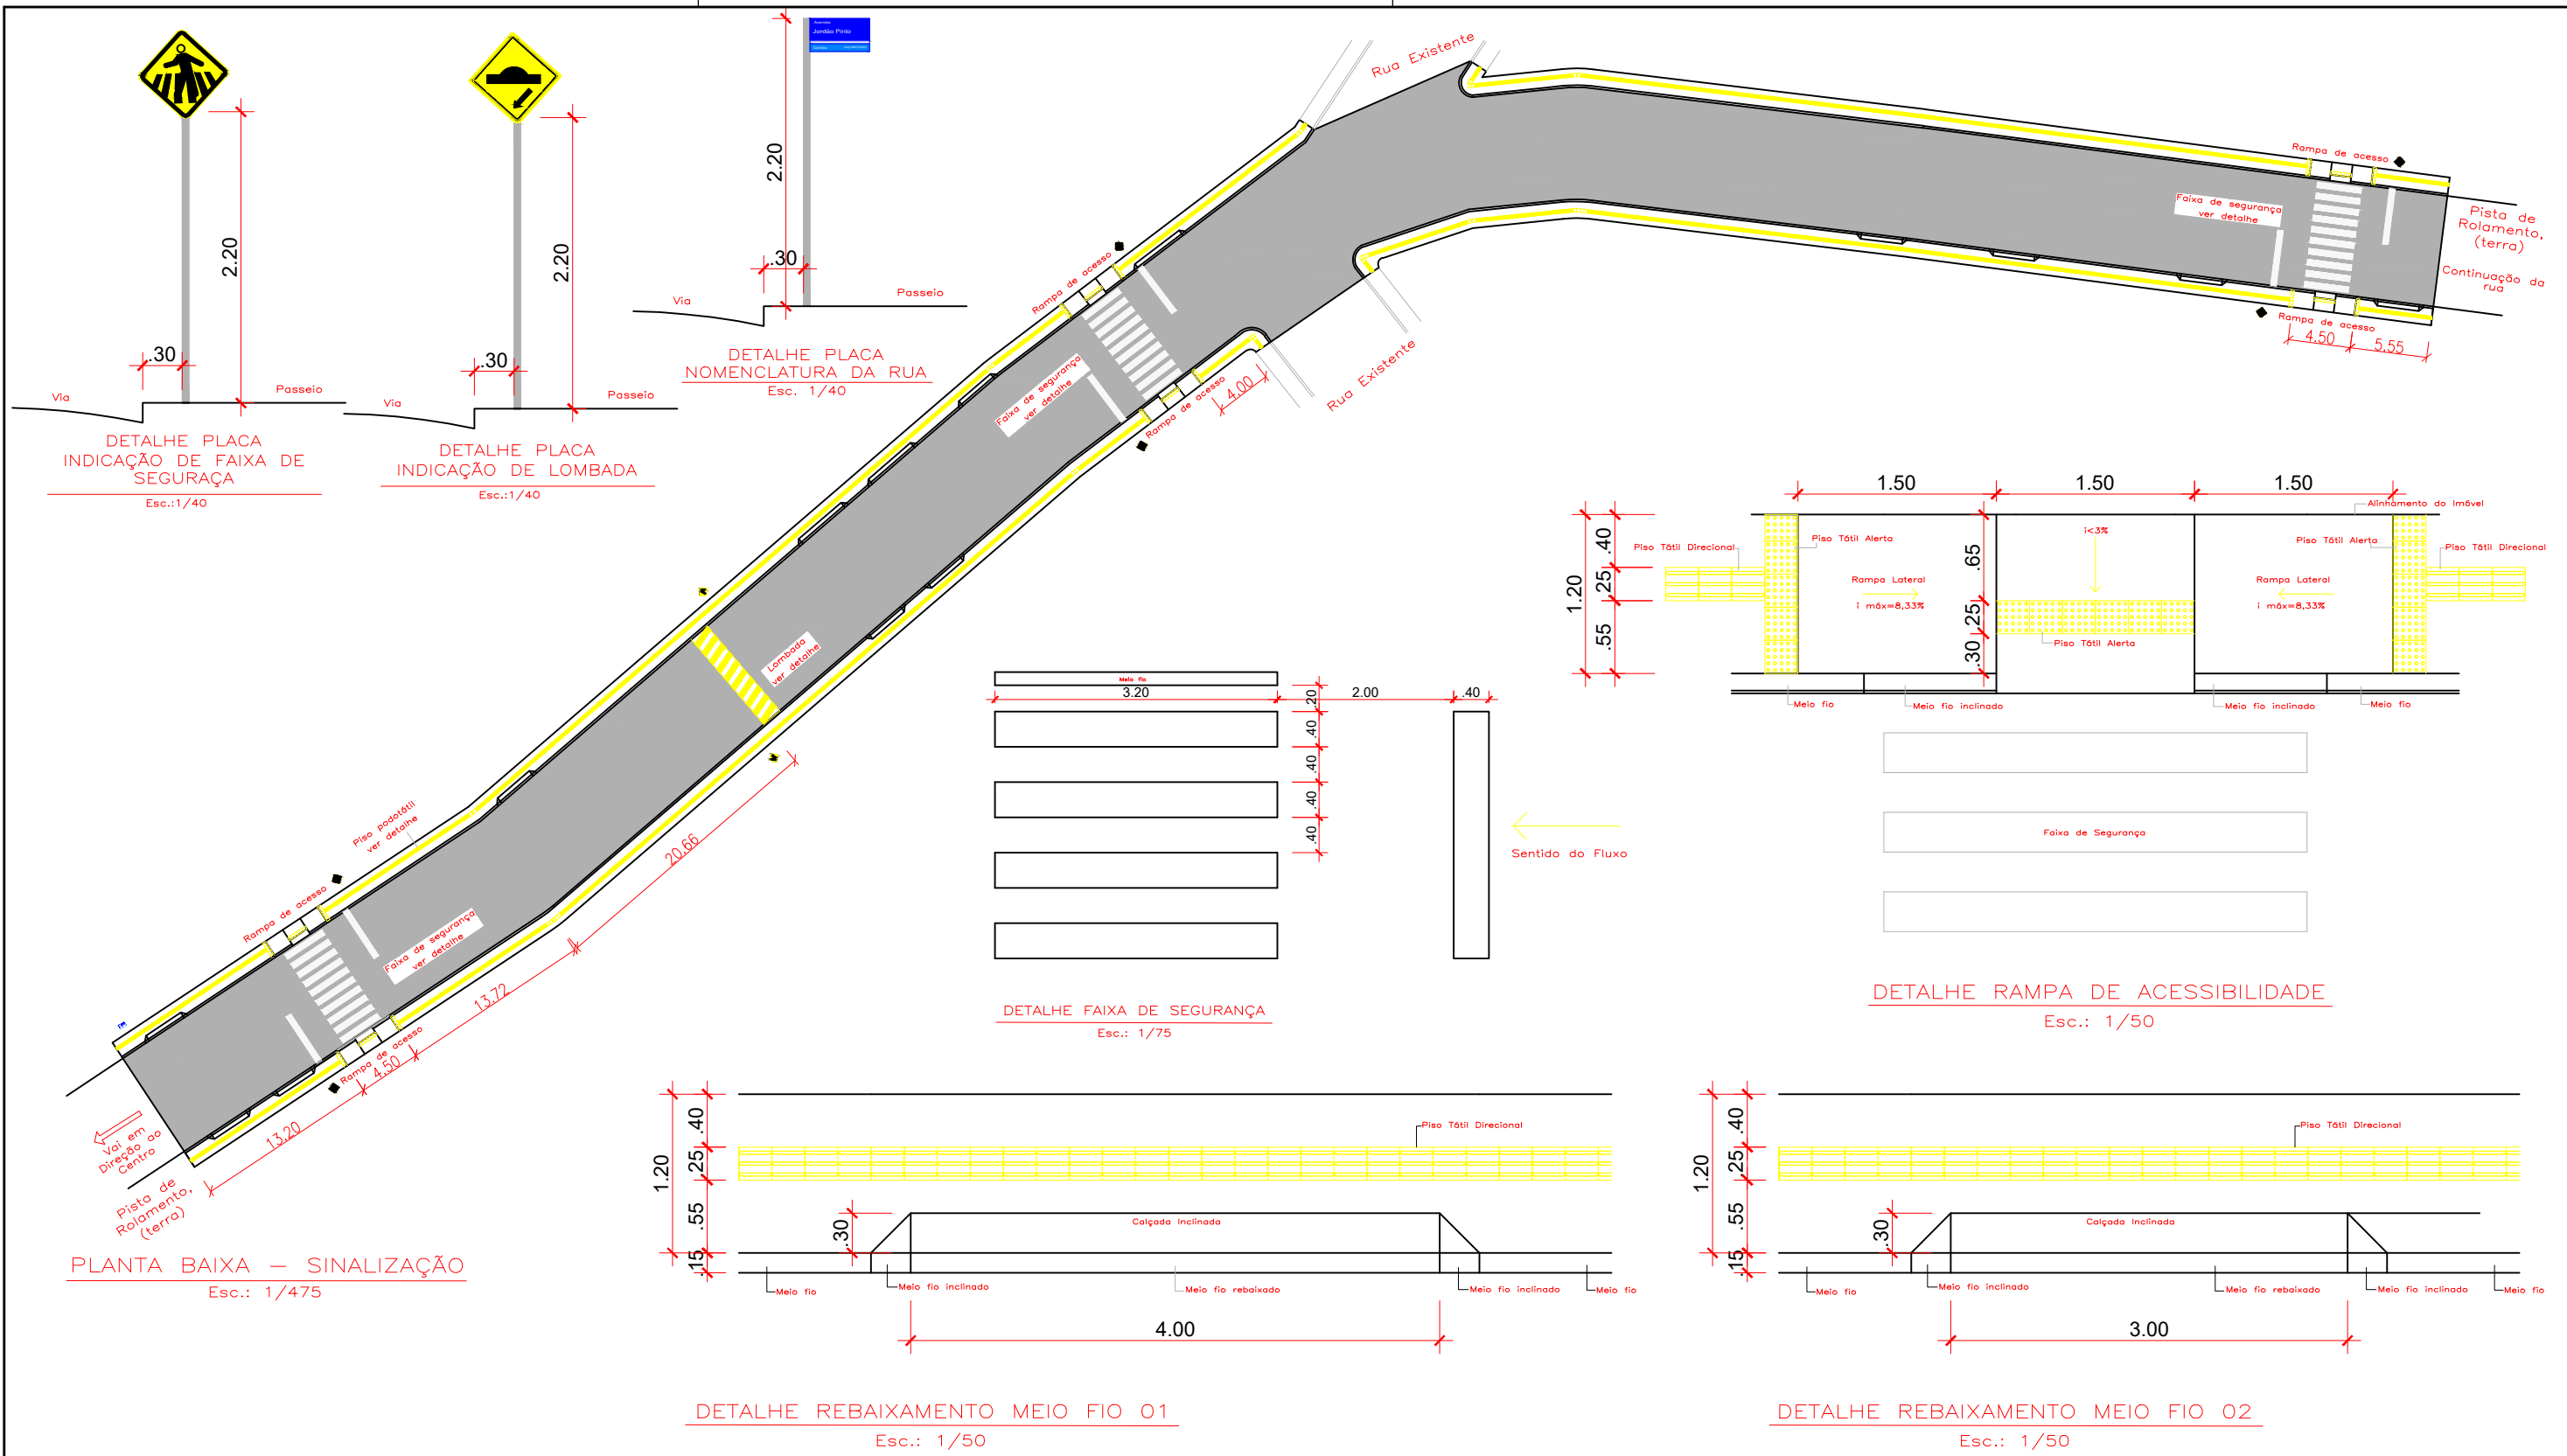 2.20
.30
Via
Passeio
DETALHE PLACA
INDICAÇÃO DE FAIXA DE
SEGURAÇA
Esc.:1/40
2.20
.30
Via
Passeio
DETALHE PLACA
INDICAÇÃO DE LOMBADA
Esc.:1/40
Avenida
Jordão Pinto
2.20
.30
Via
Passeio
DETALHE PLACA
NOMENCLATURA DA RUA
Esc. 1/40
Rua Existente
Rampa de acesso
Faixa de segurança
ver detalhe
Pista de
Rolamento,
(terra)
Continuação da
rua
Rampa de acesso
4.50
5.55
Rampa de acesso
Faixa de segurança
ver detalhe
Rampa de acesso
4.00
Rua Existente
Lombada
ver detalhe
20.66
Piso podotátil
ver detalhe
Rampa de acesso
Faixa de segurança
ver detalhe
13.72
Rampa de acesso
4.50
13.20
Vai em
Direção ao
Centro
Pista de
Rolamento,
(terra)
PLANTA BAIXA – SINALIZAÇÃO
Esc.: 1/475
Meio fio
3.20
.20
2.00
.40
.40
.40
.40
.40
Sentido do Fluxo
DETALHE FAIXA DE SEGURANÇA
Esc.: 1/75
1.50
1.50
1.50
Alinhamento do Imóvel
1.20
.40
.25
.55
Piso Tátil Direcional
Piso Tátil Alerta
.65
.25
.30
i<3%
Piso Tátil Alerta
Piso Tátil Direcional
Rampa Lateral
i máx=8,33%
Rampa Lateral
i máx=8,33%
Piso Tátil Alerta
Meio fio
Meio fio inclinado
Meio fio inclinado
Meio fio
Faixa de Segurança
DETALHE RAMPA DE ACESSIBILIDADE
Esc.: 1/50
1.20
.40
.25
.55
.15
.30
Piso Tátil Direcional
Calçada Inclinada
Meio fio
Meio fio inclinado
Meio fio rebaixado
Meio fio inclinado
Meio fio
4.00
DETALHE REBAIXAMENTO MEIO FIO 01
Esc.: 1/50
1.20
.40
.25
.55
.15
.30
Piso Tátil Direcional
Calçada Inclinada
Meio fio
Meio fio inclinado
Meio fio rebaixado
Meio fio inclinado
Meio fio
3.00
DETALHE REBAIXAMENTO MEIO FIO 02
Esc.: 1/50